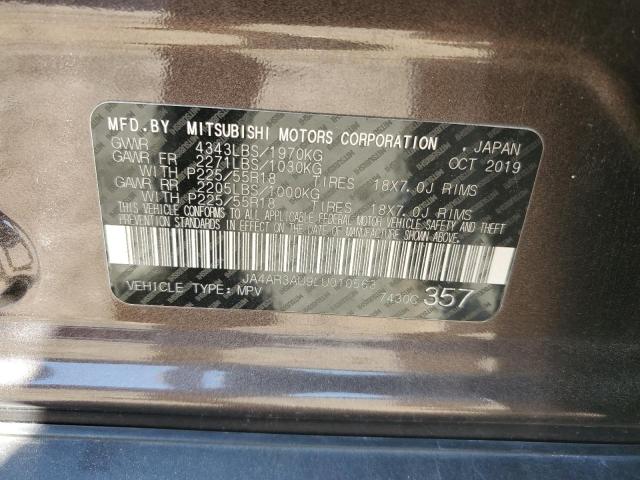 MFD.BY MITSUBISHI MOTORS CORPORATION , JAPAN
GVWR 4343LBS/1970KG OCT 2019
GAWR FR 2271LBS/1030KG
WITH P225/55R18 TIRES 18X7.0J RIMS
GAWR RR 2205LBS/1000KG
WITH P225/55R18 TIRES 18X7.0J RIMS
THIS VEHICLE CONFORMS TO ALL APPLICABLE FEDERAL MOTOR VEHICLE SAFETY AND
THEFT PREVENTION STANDARDS IN EFFECT ON THE DATE OF MANUFACTURE SHOWN ABOVE.
JA4AR3AU9LU010563
VEHICLE TYPE: MPV 7430C 357